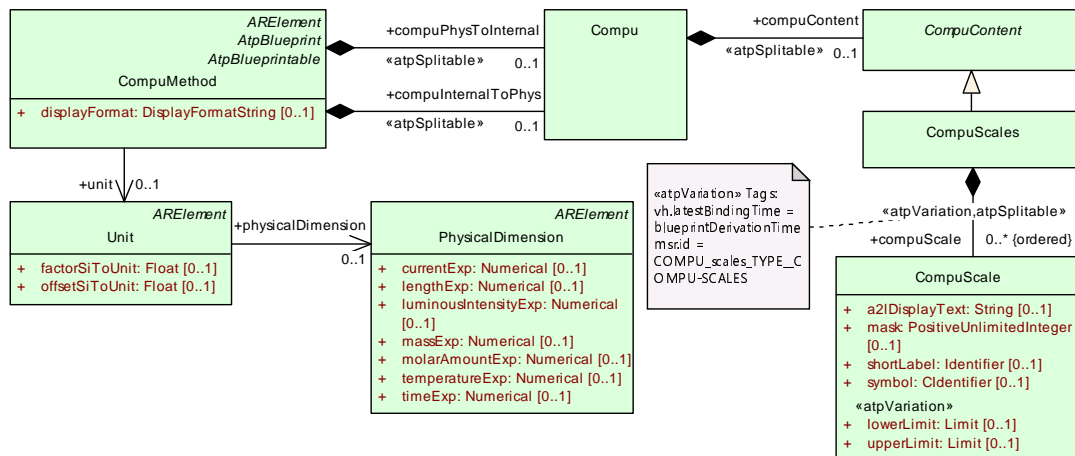 ARElement
AtpBlueprint
AtpBlueprintable
CompuMethod
+ displayFormat: DisplayFormatString [0..1]
+compuPhysToInternal
«atpSplitable»
0..1
+compuInternalToPhys
«atpSplitable»
0..1
Compu
+compuContent
«atpSplitable»
0..1
CompuContent
CompuScales
+unit
0..1
ARElement
Unit
+ factorSiToUnit: Float [0..1]
+ offsetSiToUnit: Float [0..1]
+physicalDimension
0..1
ARElement
PhysicalDimension
+ currentExp: Numerical [0..1]
+ lengthExp: Numerical [0..1]
+ luminousIntensityExp: Numerical
[0..1]
+ massExp: Numerical [0..1]
+ molarAmountExp: Numerical [0..1]
+ temperatureExp: Numerical [0..1]
+ timeExp: Numerical [0..1]
«atpVariation» Tags:
vh.latestBindingTime =
blueprintDerivationTime
msr.id =
COMPU_scales_TYPE__C
OMPU-SCALES
«atpVariation,atpSplitable»
+compuScale
0..* {ordered}
CompuScale
+ a2lDisplayText: String [0..1]
+ mask: PositiveUnlimitedInteger
[0..1]
+ shortLabel: Identifier [0..1]
+ symbol: CIdentifier [0..1]
«atpVariation»
+ lowerLimit: Limit [0..1]
+ upperLimit: Limit [0..1]